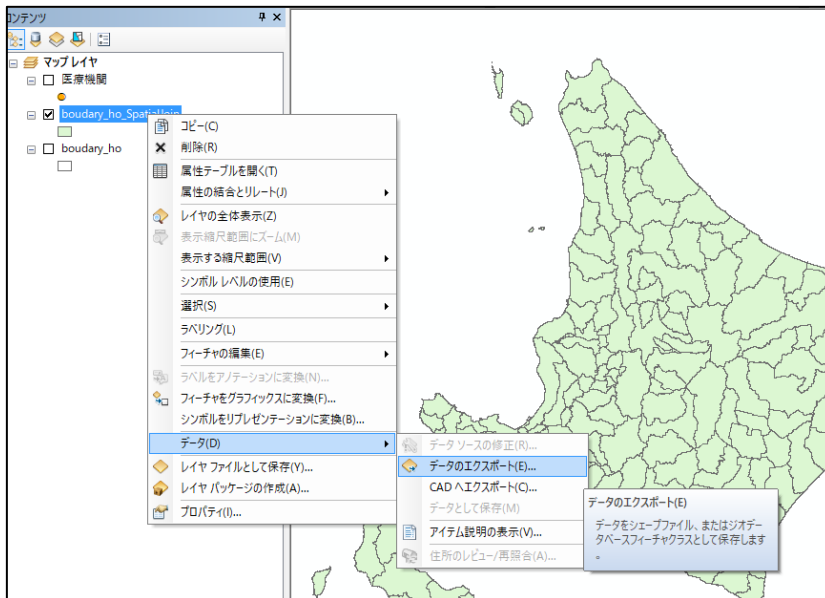 コンテンツ
マップ レイヤ
医療機関
boudary_ho_SpatialJoin
boudary_ho
コピー(C)
削除(R)
属性テーブルを開く(T)
属性の結合とリレート(J)
レイヤの全体表示(Z)
表示縮尺範囲にズーム(M)
表示する縮尺範囲(V)
シンボル レベルの使用(E)
選択(S)
ラベリング(L)
フィーチャの編集(E)
ラベルをアノテーションに変換(N)...
フィーチャをグラフィックスに変換(F)...
シンボルをリプレゼンテーションに変換(B)...
データ(D)
レイヤ ファイルとして保存(Y)...
レイヤ パッケージの作成(A)...
プロパティ(I)...
データ ソースの修正(R)...
データのエクスポート(E)...
CAD へエクスポート(C)...
データとして保存(M)
アイテム説明の表示(V)...
住所のレビュー/再照合(A)...
データのエクスポート(E)
データをシェープファイル、またはジオデー
タベースフィーチャクラスとして保存します
。